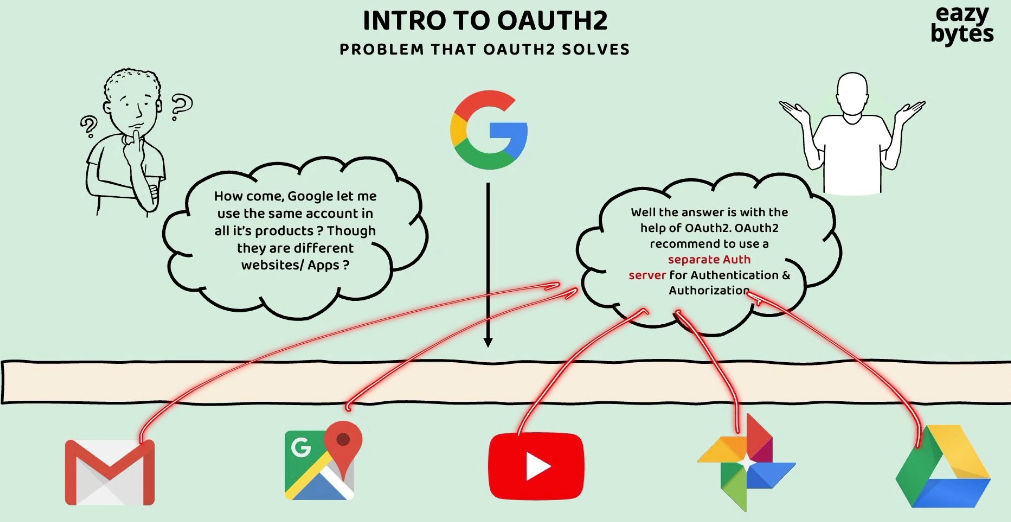 INTRO TO OAUTH2
PROBLEM THAT OAUTH2 SOLVES
eazy
bytes
How come, Google let me
use the same account in
all it's products ? Though
they are different
websites/ Apps ?
Well the answer is with the
help of OAuth2. OAuth2
recommend to use a
separate Auth
server for Authentication &
Authorization